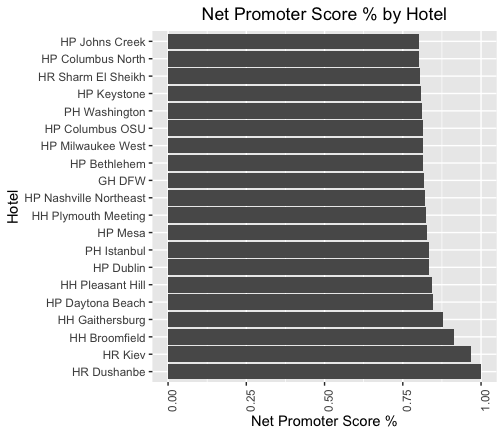 Net Promoter Score % by Hotel
HP Johns Creek
HP Columbus North
HR Sharm El Sheikh
HP Keystone
PH Washington
HP Columbus OSU
HP Milwaukee West
HP Bethlehem
GH DFW
HP Nashville Northeast
HH Plymouth Meeting
HP Mesa
PH Istanbul
HP Dublin
HH Pleasant Hill
HP Daytona Beach
HH Gaithersburg
HH Broomfield
HR Kiev
HR Dushanbe
Hotel
0.00
0.25
0.50
0.75
1.00
Net Promoter Score %